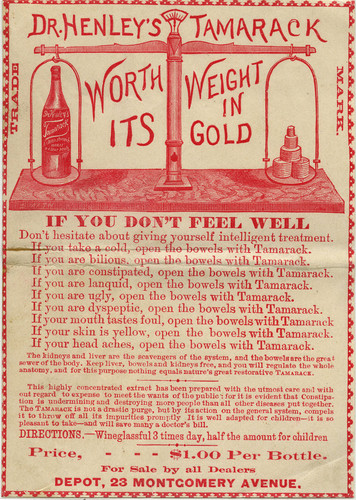 DR. HENLEY'S TAMARACK
TRADE
MARK.
WORTH WEIGHT
ITS IN GOLD
Dr HENLEY'S
Tamarack
IF YOU DON'T FEEL WELL
Don't hesitate about giving yourself intelligent treatment.
If you take a cold, open the bowels with Tamarack.
If you are bilious, open the bowels with Tamarack.
If you are constipated, open the bowels with Tamarack.
If you are lanquid, open the bowels with Tamarack.
If you are ugly, open the bowels with Tamarack.
If you are dyspeptic, open the bowels with Tamarack.
If your mouth tastes foul, open the bowels with Tamarack
If your skin is yellow, open the bowels with Tamarack.
If your head aches, open the bowels with Tamarack.
The kidneys and liver are the scavengers of the system, and the bowels are the great
sewer of the body. Keep liver, bowels and kidneys free, and you will regulate the whole
anatomy, and for this purpose nothing equals nature's great restorative TAMARACK.
This highly concentrated extract has been prepared with the utmost care and with
out regard to expense to meet the wants of the public; for it is evident that Constipa-
tion is undermining and destroying more people than all other diseases put together.
The TAMARACK is not a drastic purge, but by its action on the general system, compels
it to throw off all its impurities promptly It is well adapted for children—it is so
pleasant to take—and will save many a doctor's bill.
DIRECTIONS.—Wineglassful 3 times day, half the amount for children
Price, - - - $1.00 Per Bottle.
For Sale by all Dealers
DEPOT, 23 MONTGOMERY AVENUE.